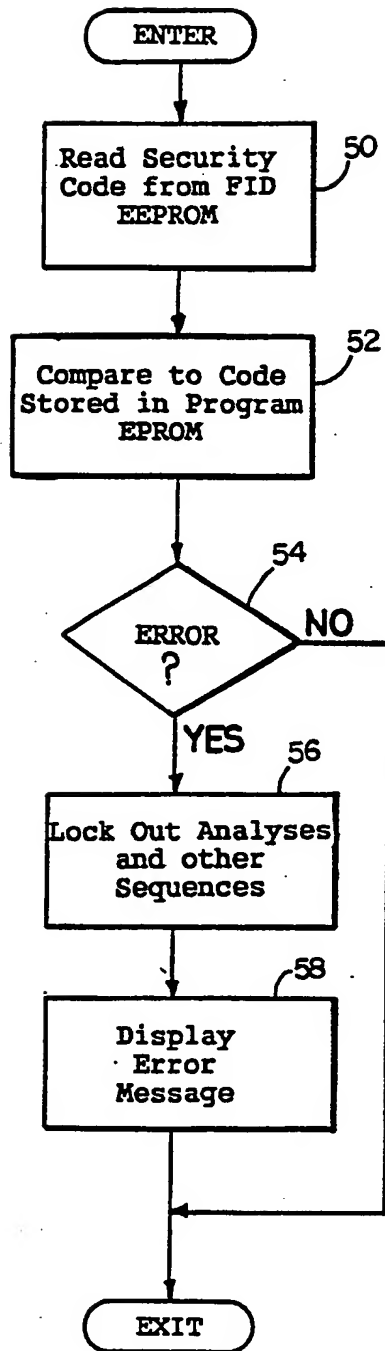 ENTER
Read Security
Code from FID
EEPROM
50
Compare to Code
Stored in Program
EPROM
52
54
ERROR
?
NO
YES
56
Lock Out Analyses
and other
Sequences
58
Display
Error
Message
EXIT